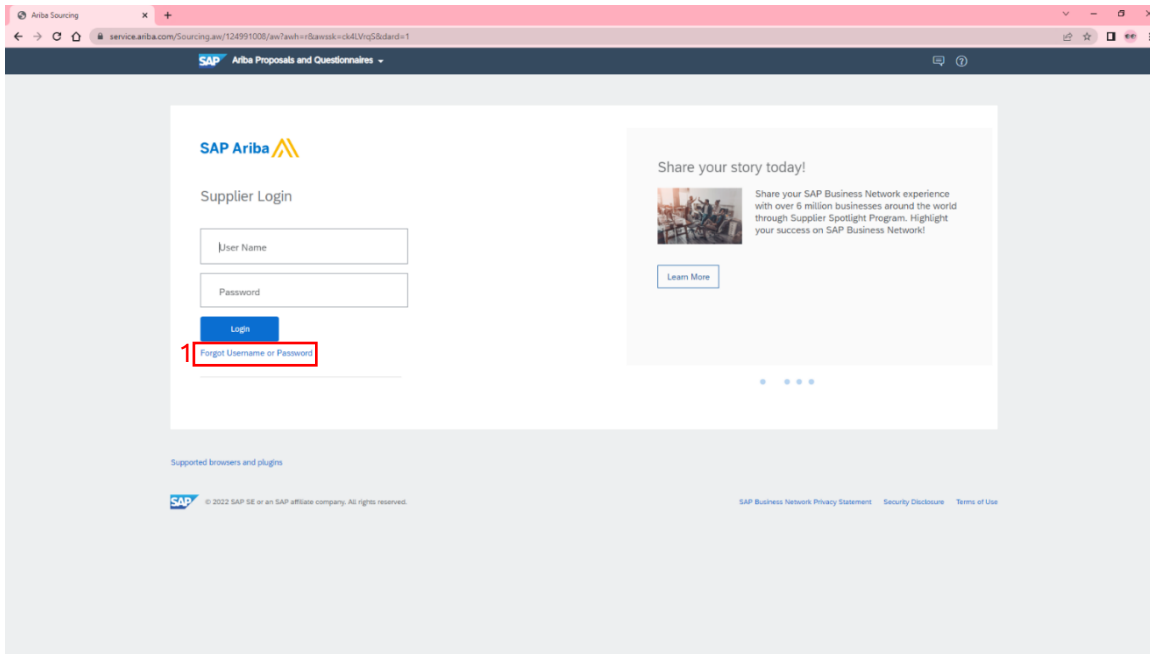 Ariba Sourcing
service.ariba.com/Sourcing.aw/124991008/aw?awh=r&awssk=ck4LVrqS&dard=1
SAP Ariba Proposals and Questionnaires
SAP Ariba
Supplier Login
User Name
Password
Login
1 Forgot Username or Password
Share your story today!
Share your SAP Business Network experience
with over 6 million businesses around the world
through Supplier Spotlight Program. Highlight
your success on SAP Business Network!
Learn More
Supported browsers and plugins
SAP © 2022 SAP SE or an SAP affiliate company. All rights reserved.
SAP Business Network Privacy Statement Security Disclosure Terms of Use